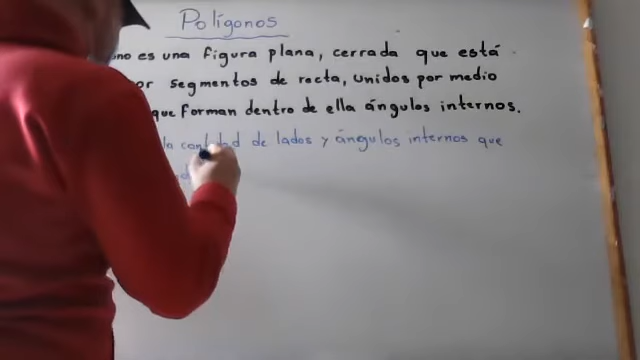 Polígonos
no es una figura plana, cerrada que está
or segmentos de recta, unidos por medio
que forman dentro de ella ángulos internos.
la cantidad de lados y ángulos internos que